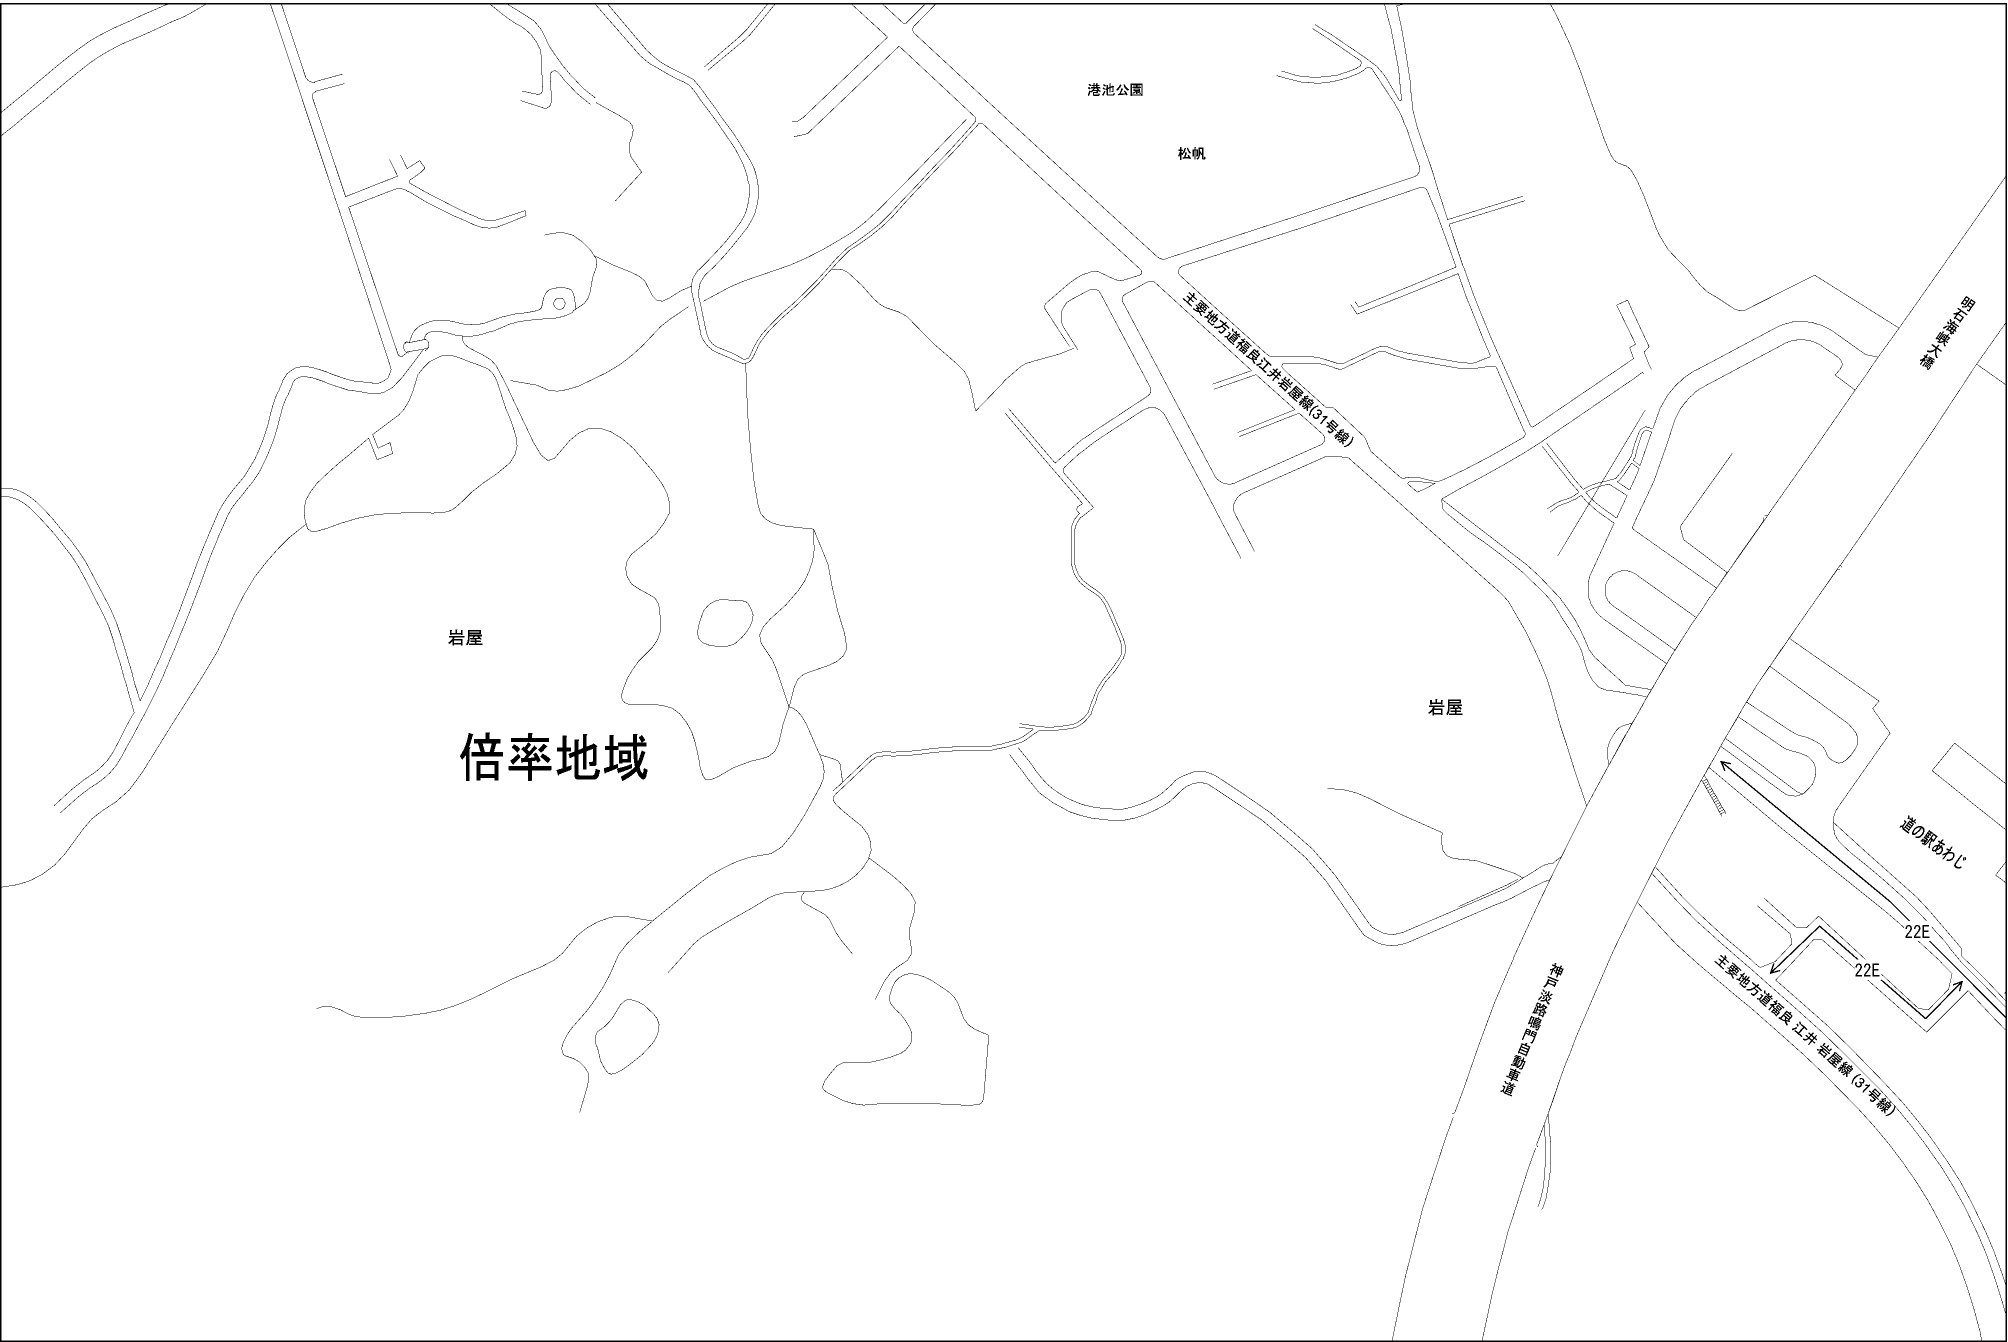 港池公園
松帆
明石海峡大橋
主要地方道福良江井岩屋線(31号線)
岩屋
岩屋
倍率地域
道の駅あわじ
22E
22E
主要地方道福良 江井 岩屋線 (31号線)
神戸淡路鳴門自動車道